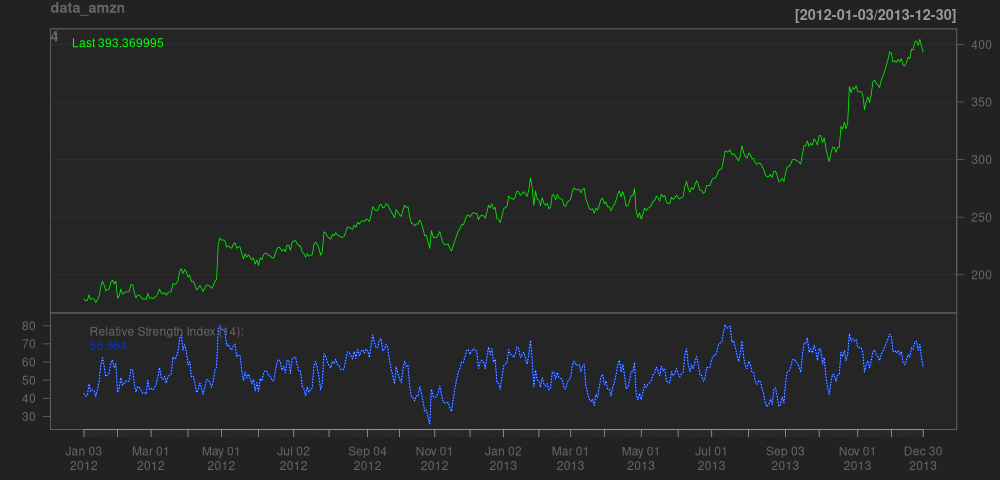 data_amzn
[2012-01-03/2013-12-30]
4
Last 393.369995
400
350
300
250
200
Relative Strength Index (14):
56.964
80
70
60
50
40
30
Jan 03 Mar 01 May 01 Jul 02 Sep 04 Nov 01 Jan 02 Mar 01 May 01 Jul 01 Sep 03 Nov 01 Dec 30
2012 2012 2012 2012 2012 2012 2013 2013 2013 2013 2013 2013 2013